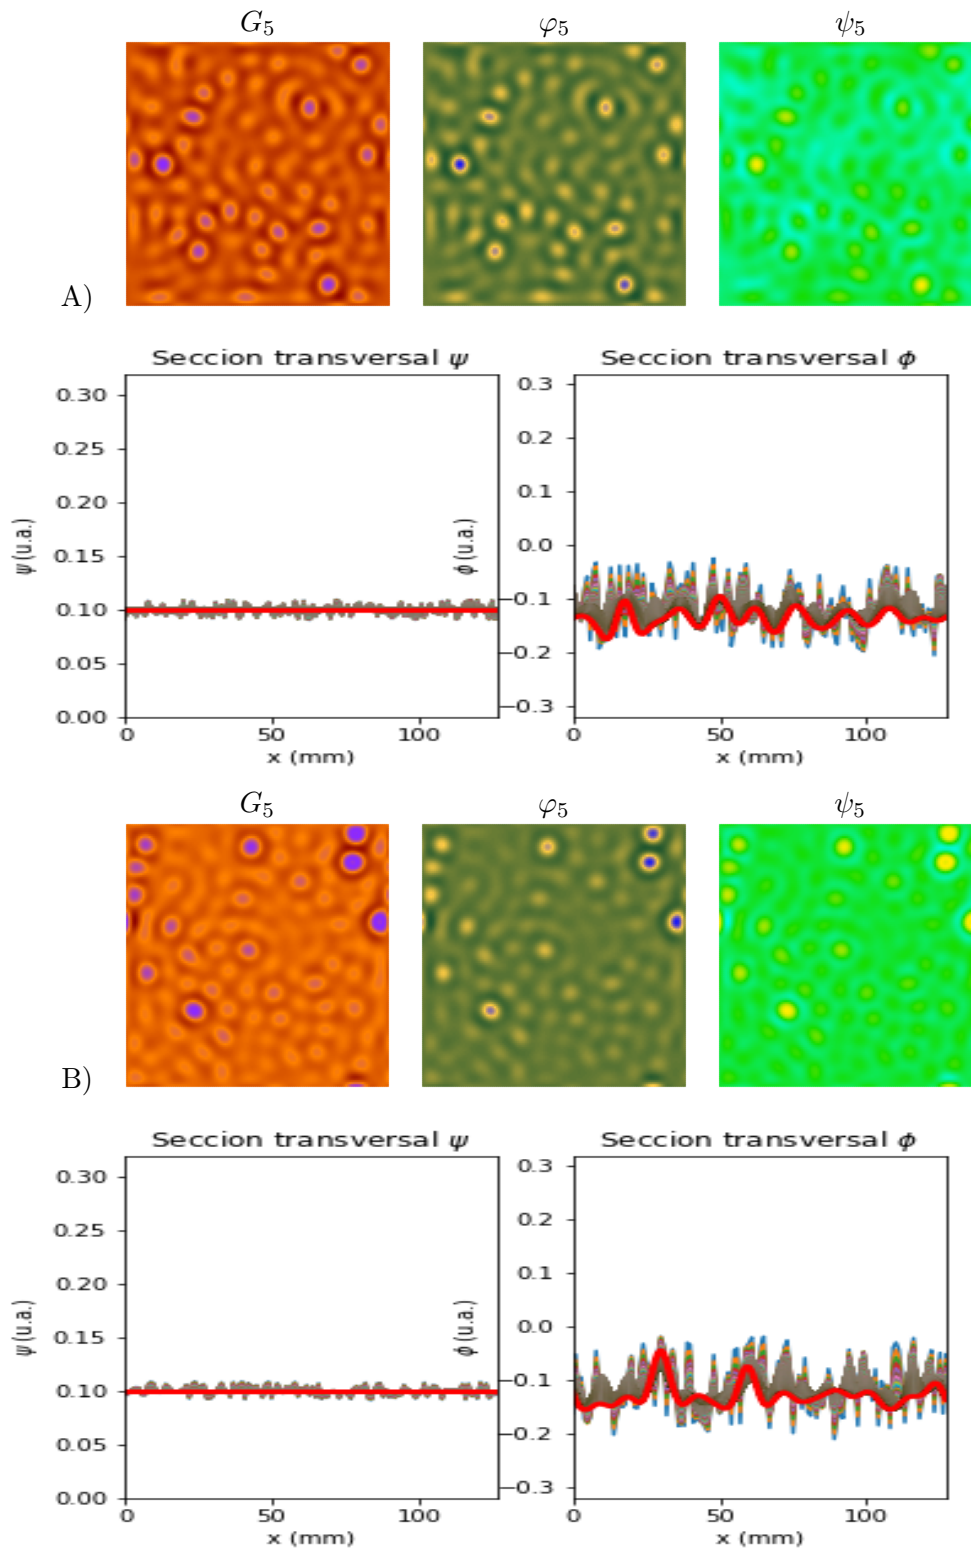 G₅ φ₅ ψ₅
A)
Seccion transversal ψ
0.30
0.25
0.20
0.15
0.10
0.05
0.00
ψ (u.a.)
0 50 100
x (mm)
Seccion transversal ϕ
0.3
0.2
0.1
0.0
−0.1
−0.2
−0.3
ϕ (u.a.)
0 50 100
x (mm)
G₅ φ₅ ψ₅
B)
Seccion transversal ψ
0.30
0.25
0.20
0.15
0.10
0.05
0.00
ψ (u.a.)
0 50 100
x (mm)
Seccion transversal ϕ
0.3
0.2
0.1
0.0
−0.1
−0.2
−0.3
ϕ (u.a.)
0 50 100
x (mm)